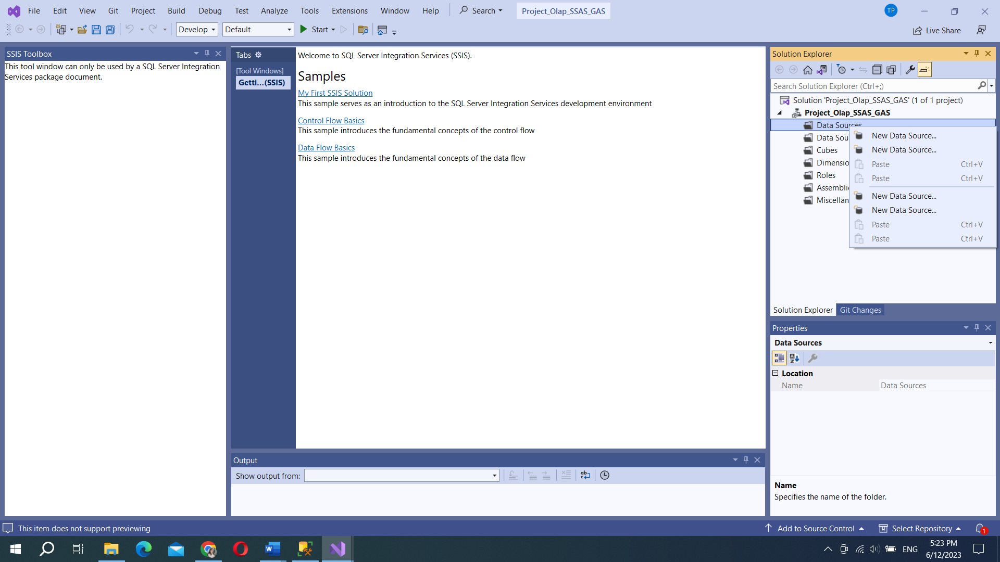 File Edit View Git Project Build Debug Test Analyze Tools Extensions Window Help Search Project_Olap_SSAS_GAS TP
Develop Default Start Live Share
SSIS Toolbox
This tool window can only be used by a SQL Server Integration
Services package document.
Tabs
[Tool Windows]
Getti...(SSIS)
Welcome to SQL Server Integration Services (SSIS).
Samples
My First SSIS Solution
This sample serves as an introduction to the SQL Server Integration Services development environment
Control Flow Basics
This sample introduces the fundamental concepts of the control flow
Data Flow Basics
This sample introduces the fundamental concepts of the data flow
Solution Explorer
Search Solution Explorer (Ctrl+;)
Solution 'Project_Olap_SSAS_GAS' (1 of 1 project)
Project_Olap_SSAS_GAS
Data Sources
Data Sou
Cubes
Dimensio
Roles
Assembli
Miscellan
New Data Source...
New Data Source...
Paste Ctrl+V
Paste Ctrl+V
New Data Source...
New Data Source...
Paste Ctrl+V
Paste Ctrl+V
Solution Explorer Git Changes
Properties
Data Sources
Location
Name Data Sources
Name
Specifies the name of the folder.
Output
Show output from:
This item does not support previewing
Add to Source Control Select Repository 1
ENG
5:23 PM
6/12/2023